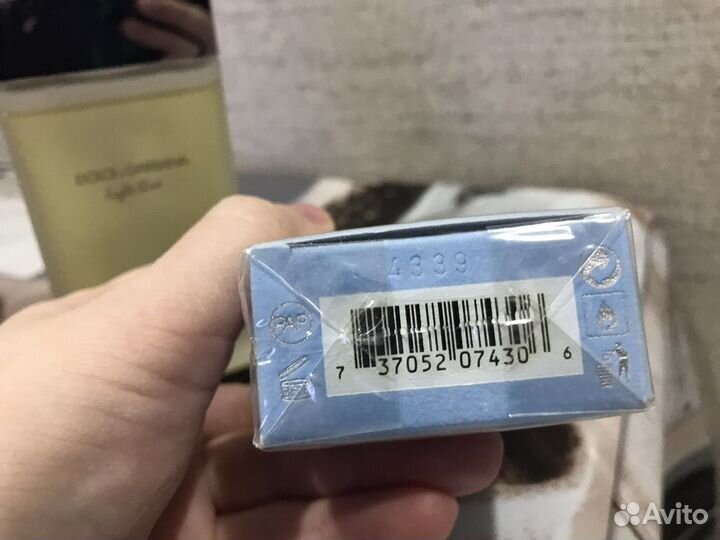 DOLCE & GABBANA
light blue
4339
PAP
7 37052 07430 6
Avito